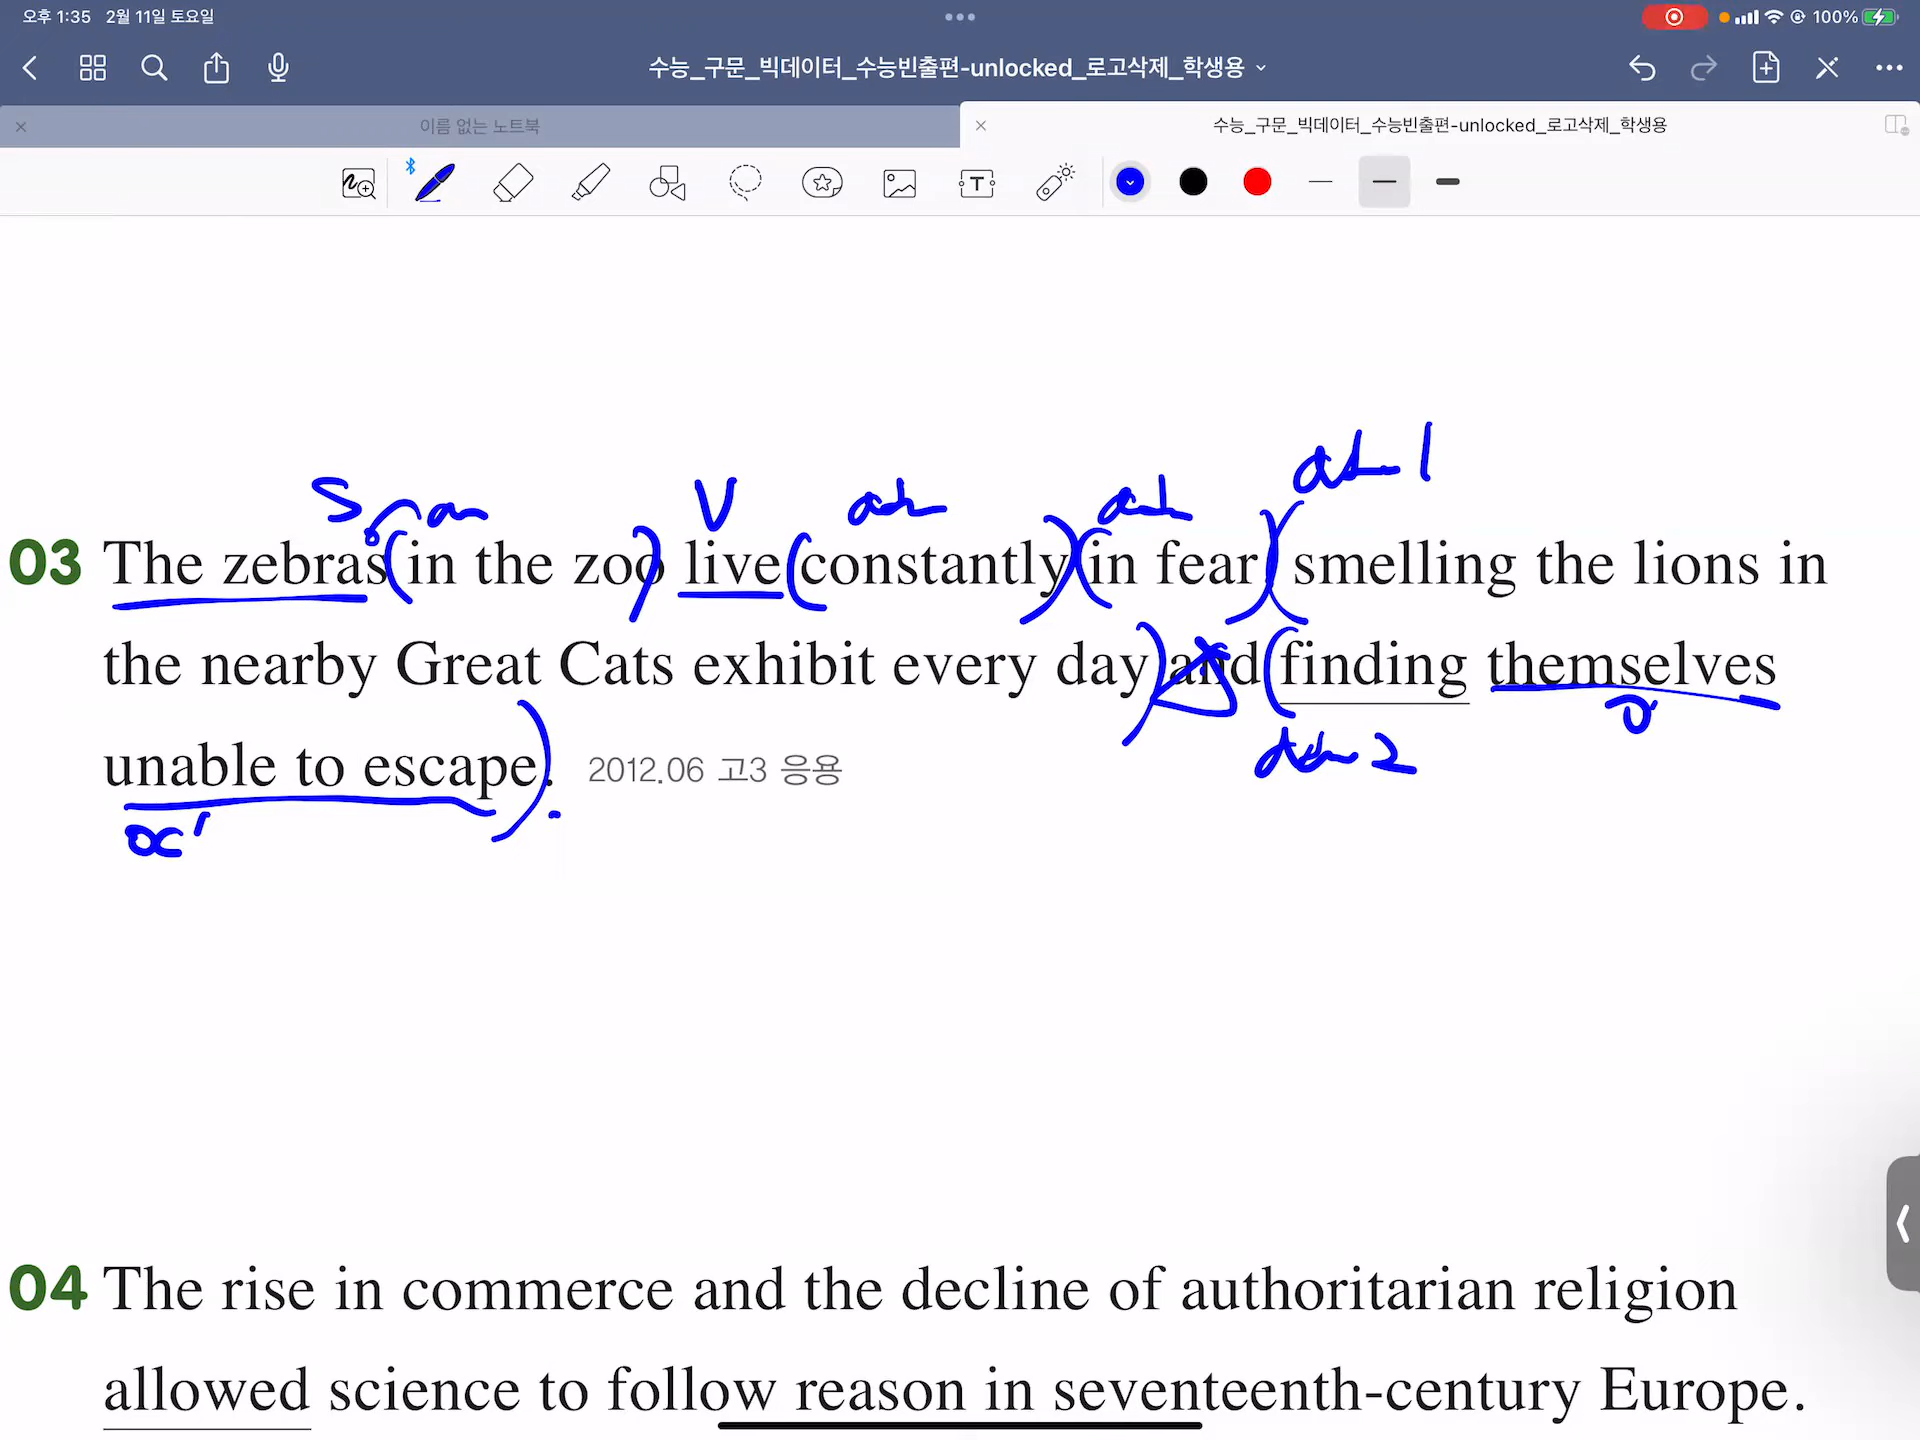 오후 1:35 2월 11일 토요일
100%
수능_구문_빅데이터_수능빈출편-unlocked_로고삭제_학생용
이름 없는 노트북
수능_구문_빅데이터_수능빈출편-unlocked_로고삭제_학생용
S V
03 The zebras in the zoo live constantly in fear, smelling the lions in
the nearby Great Cats exhibit every day and finding themselves
o'
unable to escape. 2012.06 고3 응용
oc'
04 The rise in commerce and the decline of authoritarian religion
allowed science to follow reason in seventeenth-century Europe.